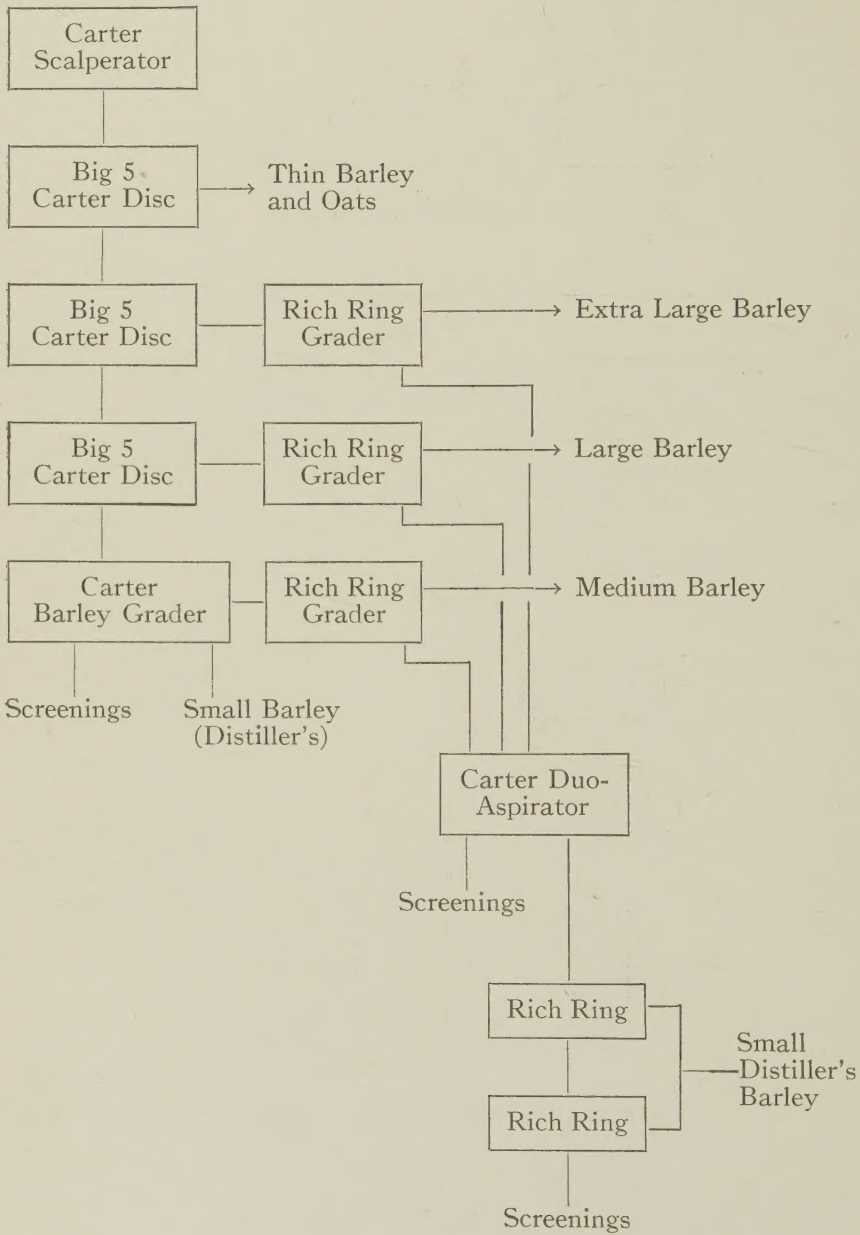 Carter
Scalperator
Big 5
Carter Disc
Thin Barley
and Oats
Big 5
Carter Disc
Rich Ring
Grader
Extra Large Barley
Big 5
Carter Disc
Rich Ring
Grader
Large Barley
Carter
Barley Grader
Rich Ring
Grader
Medium Barley
Screenings
Small Barley
(Distiller's)
Carter Duo-
Aspirator
Screenings
Rich Ring
Small
Distiller's
Barley
Rich Ring
Screenings